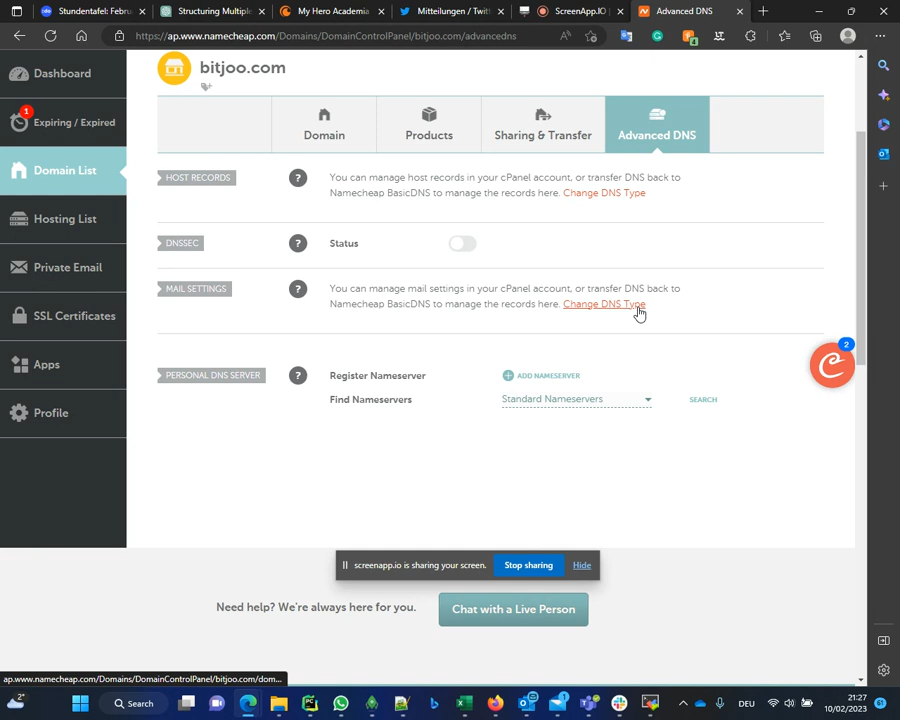 Stundentafel: Febru
Structuring Multiple
My Hero Academia
Mitteilungen / Twit
ScreenApp.IO
Advanced DNS
https://ap.www.namecheap.com/Domains/DomainControlPanel/bitjoo.com/advancedns
Dashboard
1
Expiring / Expired
Domain List
Hosting List
Private Email
SSL Certificates
Apps
Profile
bitjoo.com
Domain
Products
Sharing & Transfer
Advanced DNS
HOST RECORDS
?
You can manage host records in your cPanel account, or transfer DNS back to
Namecheap BasicDNS to manage the records here. Change DNS Type
DNSSEC
?
Status
MAIL SETTINGS
?
You can manage mail settings in your cPanel account, or transfer DNS back to
Namecheap BasicDNS to manage the records here. Change DNS Type
2
PERSONAL DNS SERVER
?
Register Nameserver
ADD NAMESERVER
Find Nameservers
Standard Nameservers
SEARCH
screenapp.io is sharing your screen.
Stop sharing
Hide
Need help? We're always here for you.
Chat with a Live Person
ap.www.namecheap.com/Domains/DomainControlPanel/bitjoo.com/dom...
2°
Search
1
DEU
21:27
10/02/2023
61